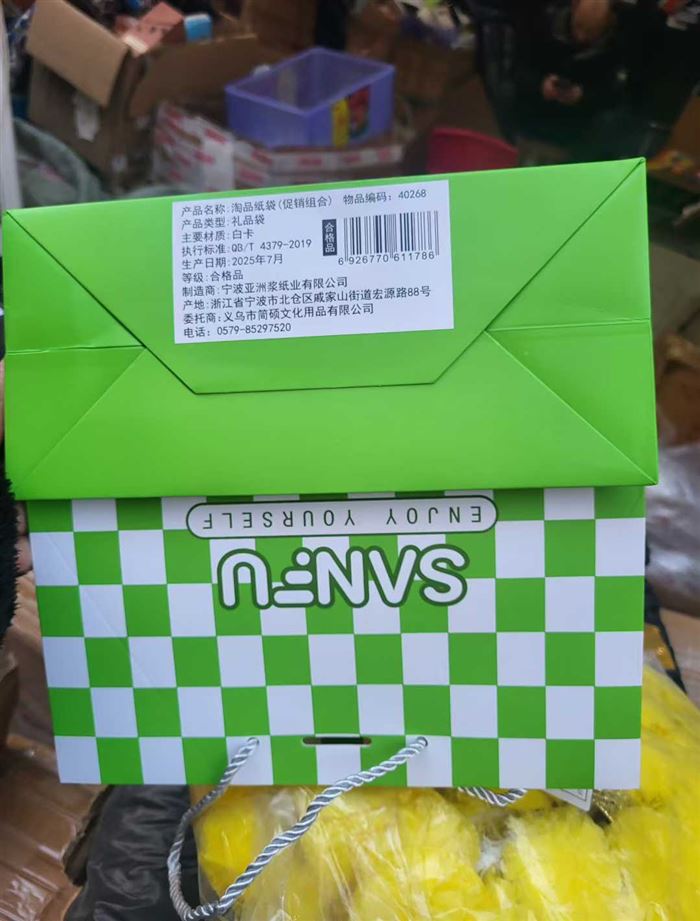 产品名称:淘品纸袋(促销组合) 物品编码:40268
产品类型:礼品袋
主要材质:白卡
执行标准:QB/T 4379-2019
生产日期:2025年7月
等级:合格品
制造商:宁波亚洲浆纸业有限公司
产地:浙江省宁波市北仑区戚家山街道宏源路88号
委托商:义乌市简硕文化用品有限公司
电话: 0579-85297520
合格品
6 926770 611786
ENJOY YOURSELF
SANFU